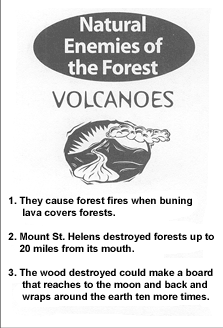 Natural
Enemies of
the Forest
VOLCANOES
1. They cause forest fires when buning
lava covers forests.
2. Mount St. Helens destroyed forests up to
20 miles from its mouth.
3. The wood destroyed could make a board
that reaches to the moon and back and
wraps around the earth ten more times.